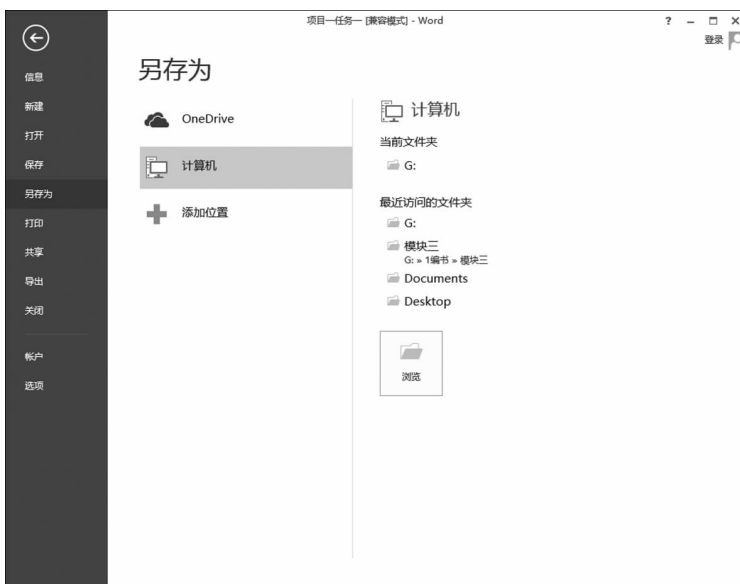 项目一任务一 [兼容模式] - Word
?
登录
信息
新建
打开
保存
另存为
打印
共享
导出
关闭
帐户
选项
另存为
OneDrive
计算机
添加位置
计算机
当前文件夹
G:
最近访问的文件夹
G:
模块三
G: » 1编书 » 模块三
Documents
Desktop
浏览